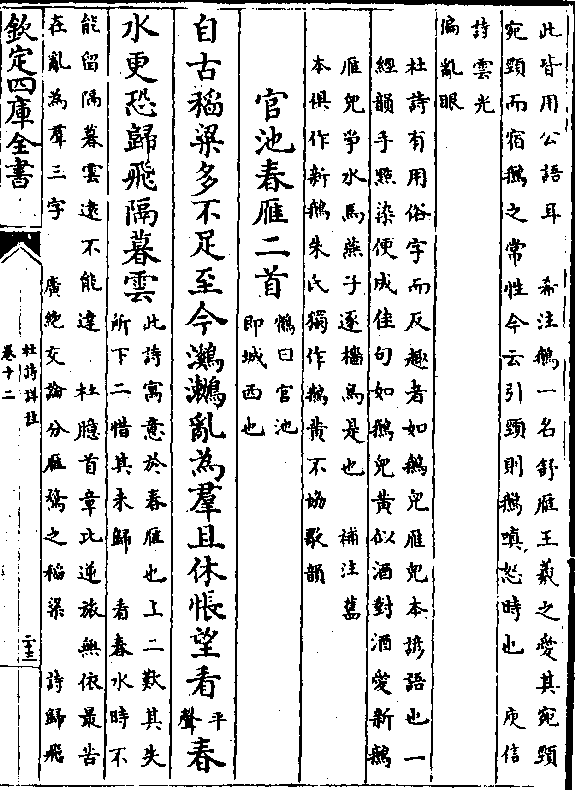 此皆用公語耳　希注鵝一名舒雁王羲之愛其宛頸
宛頸而宿鵝之常性今云引頸則鵝嗔怒時也　庾信
詩雲光
偏亂眼
杜詩有用俗字而反趣者如鵝兒雁兒本諺語也一
經韻手點染便成佳句如鵝兒黄似酒對酒愛新鵝
雁兒爭水馬燕子逐檣烏是也　補注舊
本俱作新鵝朱氏獨作鵝黄不協歌韻
官池春雁二首
鶴曰官池
即城西也
自古稻粱多不足至今鸂鶒亂為羣且休悵望看
平
聲
春
水更恐歸飛隔暮雲
此詩寓意於春雁也上二歎其失
所下二惜其未歸　看春水時不
能留隔暮雲遠不能違　杜臆首章比逆旅無依最苦
在亂為羣三字　廣絶交論分雁鶩之稻粱　詩歸飛
欽定四庫全書
杜詩詳註
卷十二